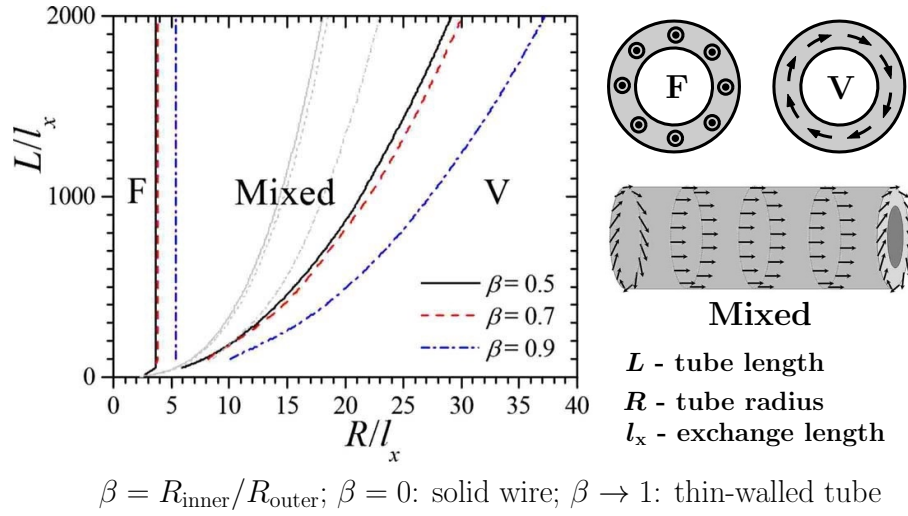 2000
1000
0
L/l_x
F
Mixed
V
β = 0.5
β = 0.7
β = 0.9
0 5 10 15 20 25 30 35 40
R/l_x
F
V
Mixed
L - tube length
R - tube radius
l_x - exchange length
β = R_inner/R_outer; β = 0: solid wire; β → 1: thin-walled tube